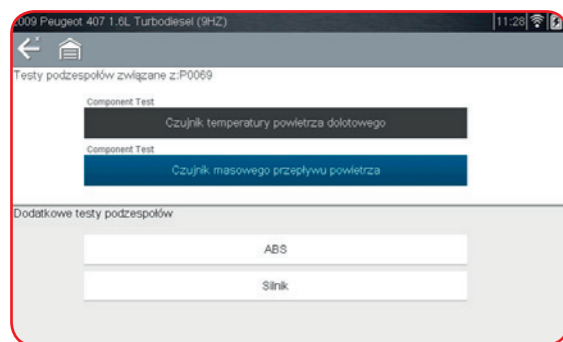 2009 Peugeot 407 1.6L Turbodiesel (9HZ) 11:28
Testy podzespołów związane z:P0069
Component Test
Czujnik temperatury powietrza dolotowego
Component Test
Czujnik masowego przepływu powietrza
Dodatkowe testy podzespołów
ABS
Silnik